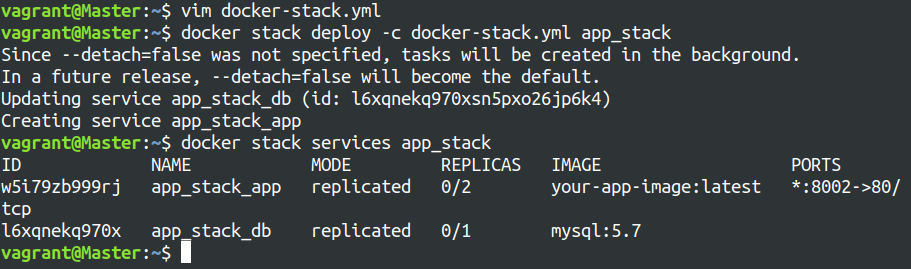 vagrant@Master:~$ vim docker-stack.yml
vagrant@Master:~$ docker stack deploy -c docker-stack.yml app_stack
Since --detach=false was not specified, tasks will be created in the background.
In a future release, --detach=false will become the default.
Updating service app_stack_db (id: l6xqnekq970xsn5pxo26jp6k4)
Creating service app_stack_app
vagrant@Master:~$ docker stack services app_stack
ID             NAME            MODE         REPLICAS   IMAGE                   PORTS
w5i79zb999rj   app_stack_app   replicated   0/2        your-app-image:latest   *:8002->80/
tcp
l6xqnekq970x   app_stack_db    replicated   0/1        mysql:5.7
vagrant@Master:~$